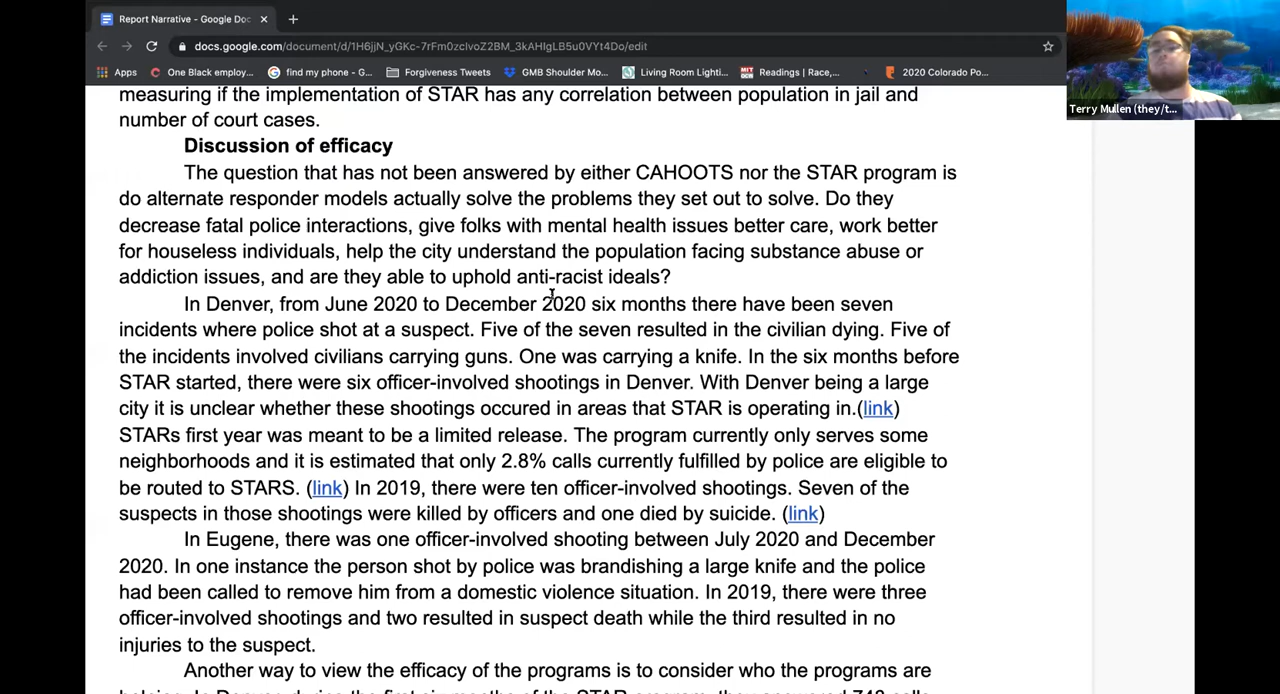 Report Narrative - Google Doc
docs.google.com/document/d/1H6jjN_yGKc-7rFm0zcIvoZ2BM_3kAHIgLB5u0VYt4Do/edit
Apps One Black employ... find my phone - G... Forgiveness Tweets GMB Shoulder Mo... Living Room Lighti... MIT OCW Readings | Race,... 2020 Colorado Po...
Terry Mullen (they/t...
measuring if the implementation of STAR has any correlation between population in jail and
number of court cases.
Discussion of efficacy
The question that has not been answered by either CAHOOTS nor the STAR program is
do alternate responder models actually solve the problems they set out to solve. Do they
decrease fatal police interactions, give folks with mental health issues better care, work better
for houseless individuals, help the city understand the population facing substance abuse or
addiction issues, and are they able to uphold anti-racist ideals?
In Denver, from June 2020 to December 2020 six months there have been seven
incidents where police shot at a suspect. Five of the seven resulted in the civilian dying. Five of
the incidents involved civilians carrying guns. One was carrying a knife. In the six months before
STAR started, there were six officer-involved shootings in Denver. With Denver being a large
city it is unclear whether these shootings occured in areas that STAR is operating in.(link)
STARs first year was meant to be a limited release. The program currently only serves some
neighborhoods and it is estimated that only 2.8% calls currently fulfilled by police are eligible to
be routed to STARS. (link) In 2019, there were ten officer-involved shootings. Seven of the
suspects in those shootings were killed by officers and one died by suicide. (link)
In Eugene, there was one officer-involved shooting between July 2020 and December
2020. In one instance the person shot by police was brandishing a large knife and the police
had been called to remove him from a domestic violence situation. In 2019, there were three
officer-involved shootings and two resulted in suspect death while the third resulted in no
injuries to the suspect.
Another way to view the efficacy of the programs is to consider who the programs are